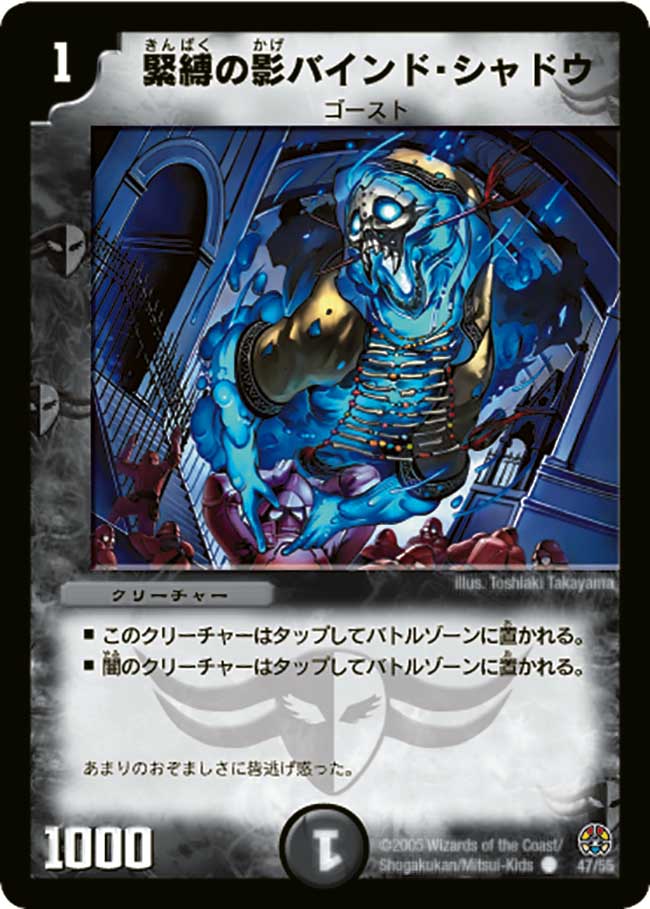 1
きんばく かげ
緊縛の影バインド・シャドウ
ゴースト
illus. Toshiaki Takayama
クリーチャー
■ このクリーチャーはタップしてバトルゾーンに置かれる。
■ 闇のクリーチャーはタップしてバトルゾーンに置かれる。
あまりのおぞましさに皆逃げ惑った。
1000
1
©2005 Wizards of the Coast/
Shogakukan/Mitsui-Kids
47/55